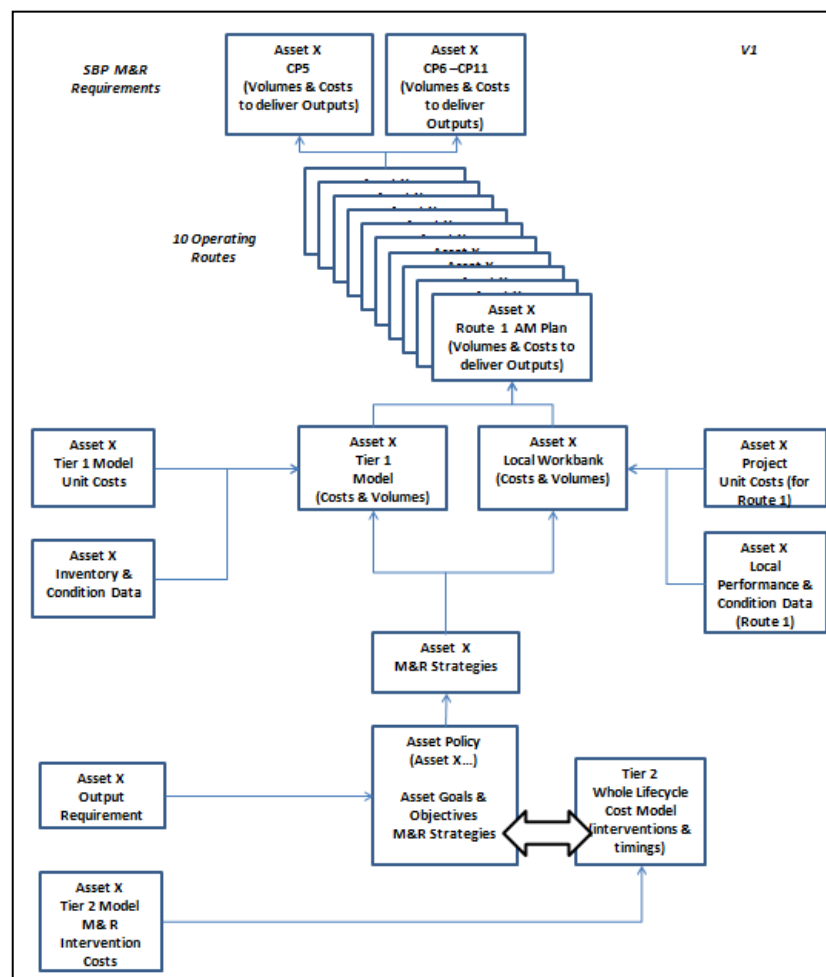 SBP M&R
Requirements
Asset X
CP5
(Volumes & Costs
to deliver Outputs)
Asset X
CP6 –CP11
(Volumes & Costs
to deliver
Outputs)
V1
10 Operating
Routes
Asset X
Route 1 AM Plan
(Volumes & Costs to
deliver Outputs)
Asset X
Tier 1 Model
Unit Costs
Asset X
Tier 1
Model
(Costs & Volumes)
Asset X
Local Workbank
(Costs & Volumes)
Asset X
Project
Unit Costs (for
Route 1)
Asset X
Inventory &
Condition Data
Asset X
Local
Performance &
Condition Data
(Route 1)
Asset X
M&R Strategies
Asset X
Output
Requirement
Asset Policy
(Asset X...)
Asset Goals &
Objectives
M&R Strategies
Tier 2
Whole Lifecycle
Cost Model
(interventions &
timings)
Asset X
Tier 2 Model
M& R
Intervention
Costs